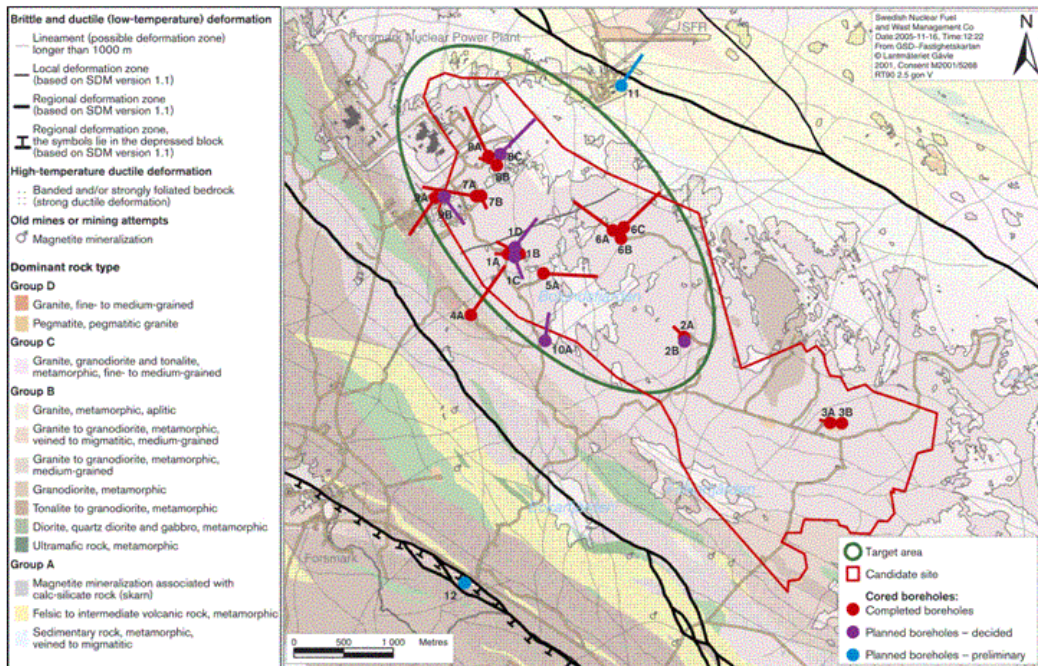 Brittle and ductile (low-temperature) deformation
Lineament (possible deformation zone)
longer than 1000 m
Local deformation zone
(based on SDM version 1.1)
Regional deformation zone
(based on SDM version 1.1)
Regional deformation zone,
the symbols lie in the depressed block
(based on SDM version 1.1)
High-temperature ductile deformation
Banded and/or strongly foliated bedrock
(strong ductile deformation)
Old mines or mining attempts
Magnetite mineralization
Dominant rock type
Group D
Granite, fine- to medium-grained
Pegmatite, pegmatitic granite
Group C
Granite, granodiorite and tonalite,
metamorphic, fine- to medium-grained
Group B
Granite, metamorphic, aplitic
Granite to granodiorite, metamorphic,
veined to migmatitic, medium-grained
Granite to granodiorite, metamorphic,
medium-grained
Granodiorite, metamorphic
Tonalite to granodiorite, metamorphic
Diorite, quartz diorite and gabbro, metamorphic
Ultramafic rock, metamorphic
Group A
Magnetite mineralization associated with
calc-silicate rock (skarn)
Felsic to intermediate volcanic rock, metamorphic
Sedimentary rock, metamorphic,
veined to migmatitic
Swedish Nuclear Fuel
and Wast Management Co
Date:2005-11-16, Time:12:22
From GSD-Fastighetskartan
© Lantmäteriet Gävle
2001, Consent M2001/5268
RT90 2.5 gon V
N
Forsmark Nuclear Power Plant
SFR
11
8A
8C
8B
7A
7B
9A
9B
6A
6C
6B
1D
1A
1B
1C
5A
4A
10A
2A
2B
3A 3B
Forsmark
12
0 500 1 000 Metres
Target area
Candidate site
Cored boreholes:
Completed boreholes
Planned boreholes – decided
Planned boreholes – preliminary